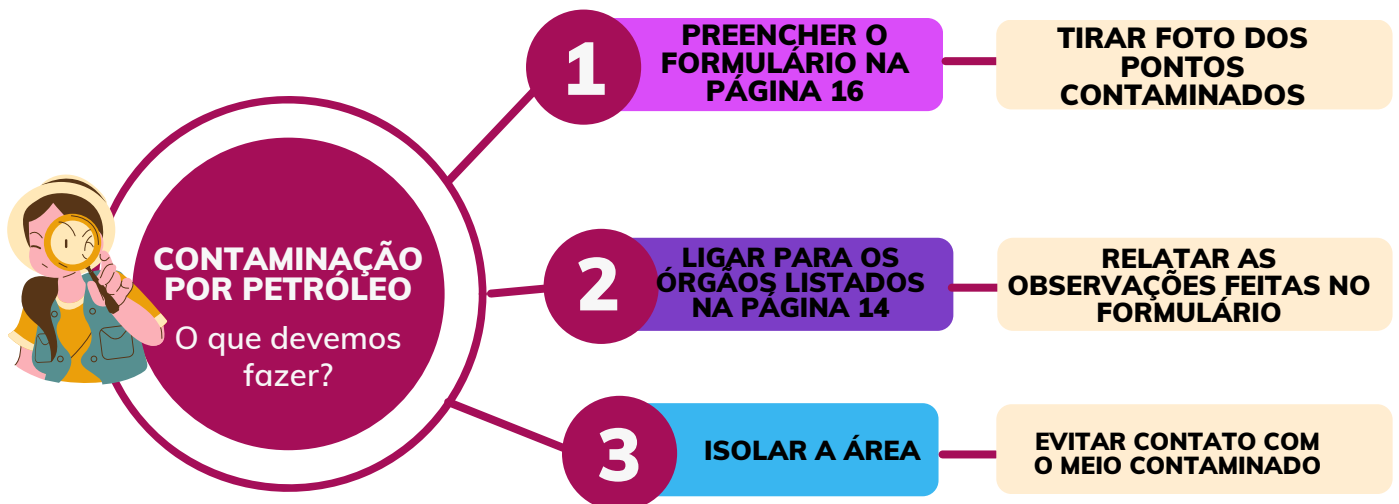 CONTAMINAÇÃO
POR PETRÓLEO
O que devemos
fazer?
1
PREENCHER O
FORMULÁRIO NA
PÁGINA 16
TIRAR FOTO DOS
PONTOS
CONTAMINADOS
2
LIGAR PARA OS
ÓRGÃOS LISTADOS
NA PÁGINA 14
RELATAR AS
OBSERVAÇÕES FEITAS NO
FORMULÁRIO
3
ISOLAR A ÁREA
EVITAR CONTATO COM
O MEIO CONTAMINADO